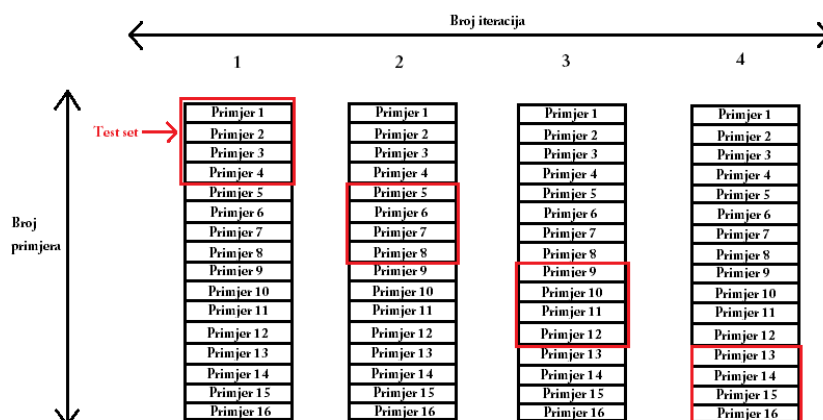 Broj iteracija
1
2
3
4
Test set
Broj
primjera
Primjer 1
Primjer 2
Primjer 3
Primjer 4
Primjer 5
Primjer 6
Primjer 7
Primjer 8
Primjer 9
Primjer 10
Primjer 11
Primjer 12
Primjer 13
Primjer 14
Primjer 15
Primjer 16
Primjer 1
Primjer 2
Primjer 3
Primjer 4
Primjer 5
Primjer 6
Primjer 7
Primjer 8
Primjer 9
Primjer 10
Primjer 11
Primjer 12
Primjer 13
Primjer 14
Primjer 15
Primjer 16
Primjer 1
Primjer 2
Primjer 3
Primjer 4
Primjer 5
Primjer 6
Primjer 7
Primjer 8
Primjer 9
Primjer 10
Primjer 11
Primjer 12
Primjer 13
Primjer 14
Primjer 15
Primjer 16
Primjer 1
Primjer 2
Primjer 3
Primjer 4
Primjer 5
Primjer 6
Primjer 7
Primjer 8
Primjer 9
Primjer 10
Primjer 11
Primjer 12
Primjer 13
Primjer 14
Primjer 15
Primjer 16